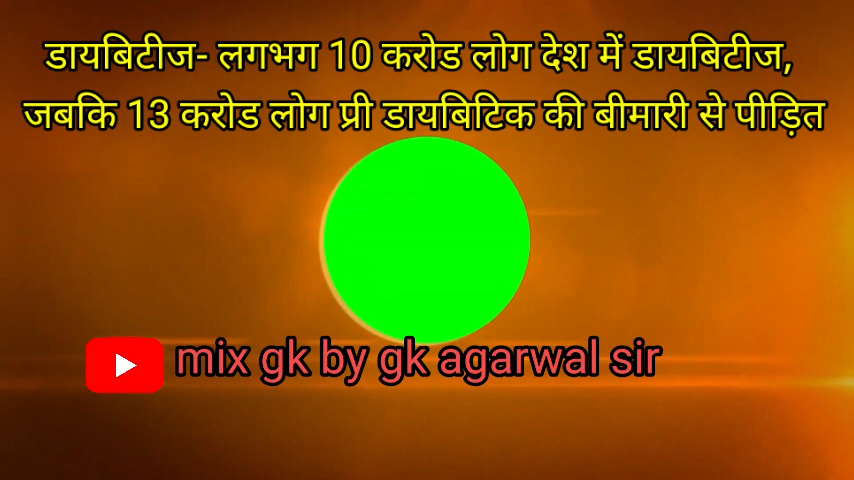 डायबिटीज- लगभग 10 करोड लोग देश में डायबिटीज,
जबकि 13 करोड लोग प्री डायबिटिक की बीमारी से पीड़ित
mix gk by gk agarwal sir